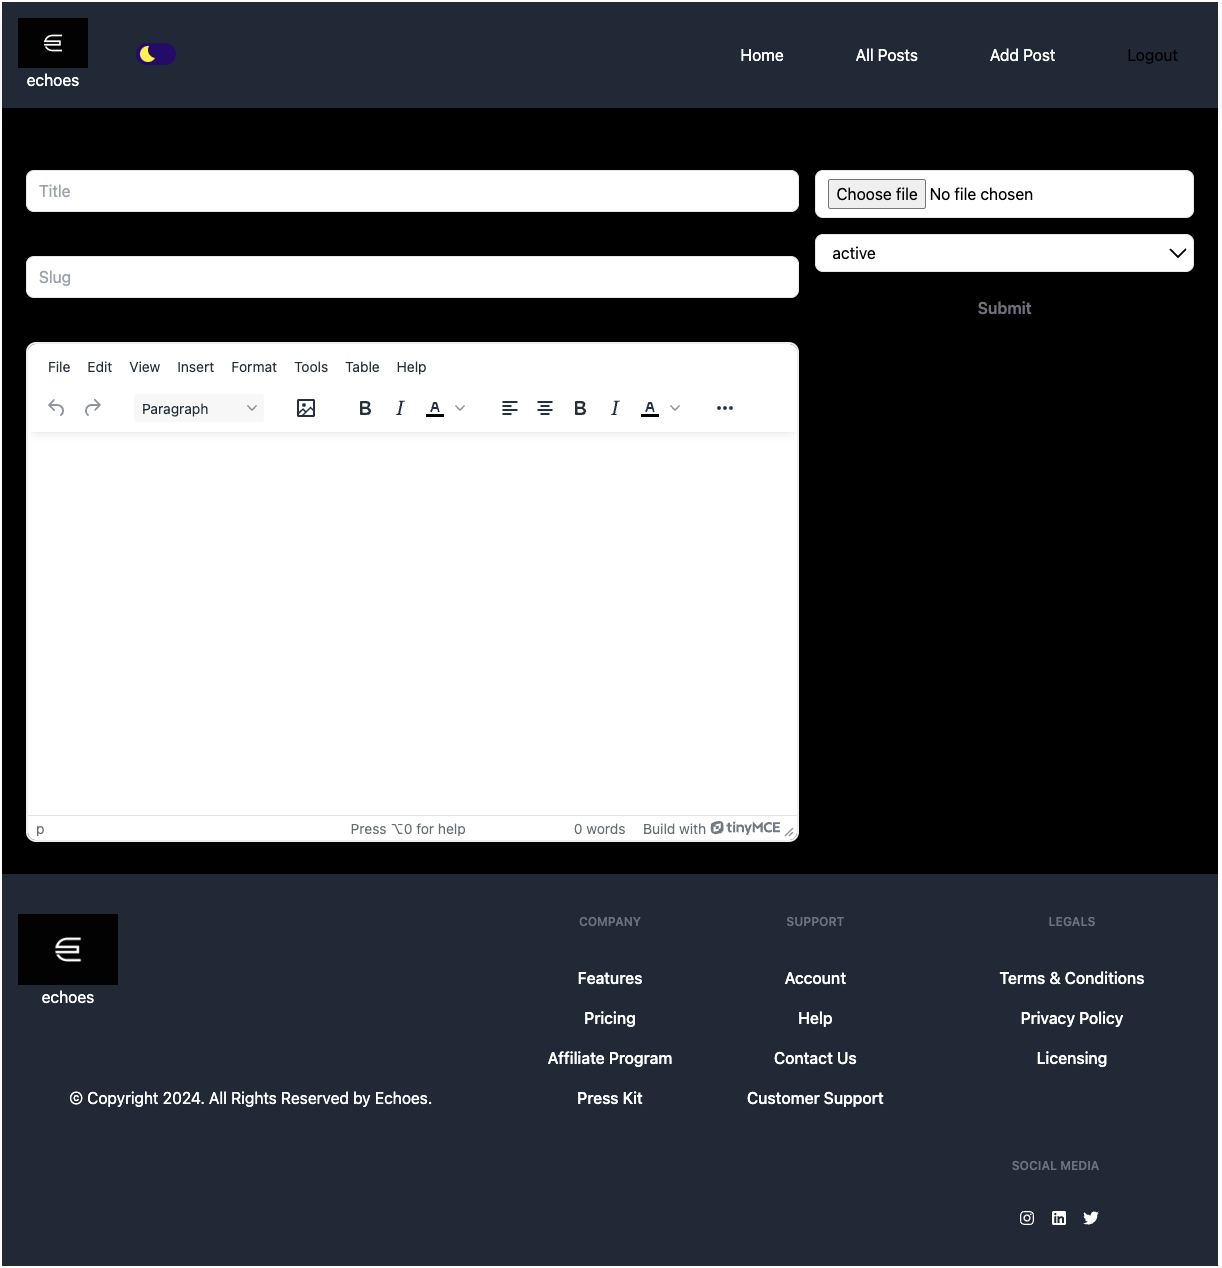 echoes
Home All Posts Add Post Logout
Title
Choose file No file chosen
Slug
active
Submit
File Edit View Insert Format Tools Table Help
Paragraph B I A B I A
p Press ⌥0 for help 0 words Build with tinyMCE
echoes
COMPANY
Features
Pricing
Affiliate Program
Press Kit
SUPPORT
Account
Help
Contact Us
Customer Support
LEGALS
Terms & Conditions
Privacy Policy
Licensing
© Copyright 2024. All Rights Reserved by Echoes.
SOCIAL MEDIA